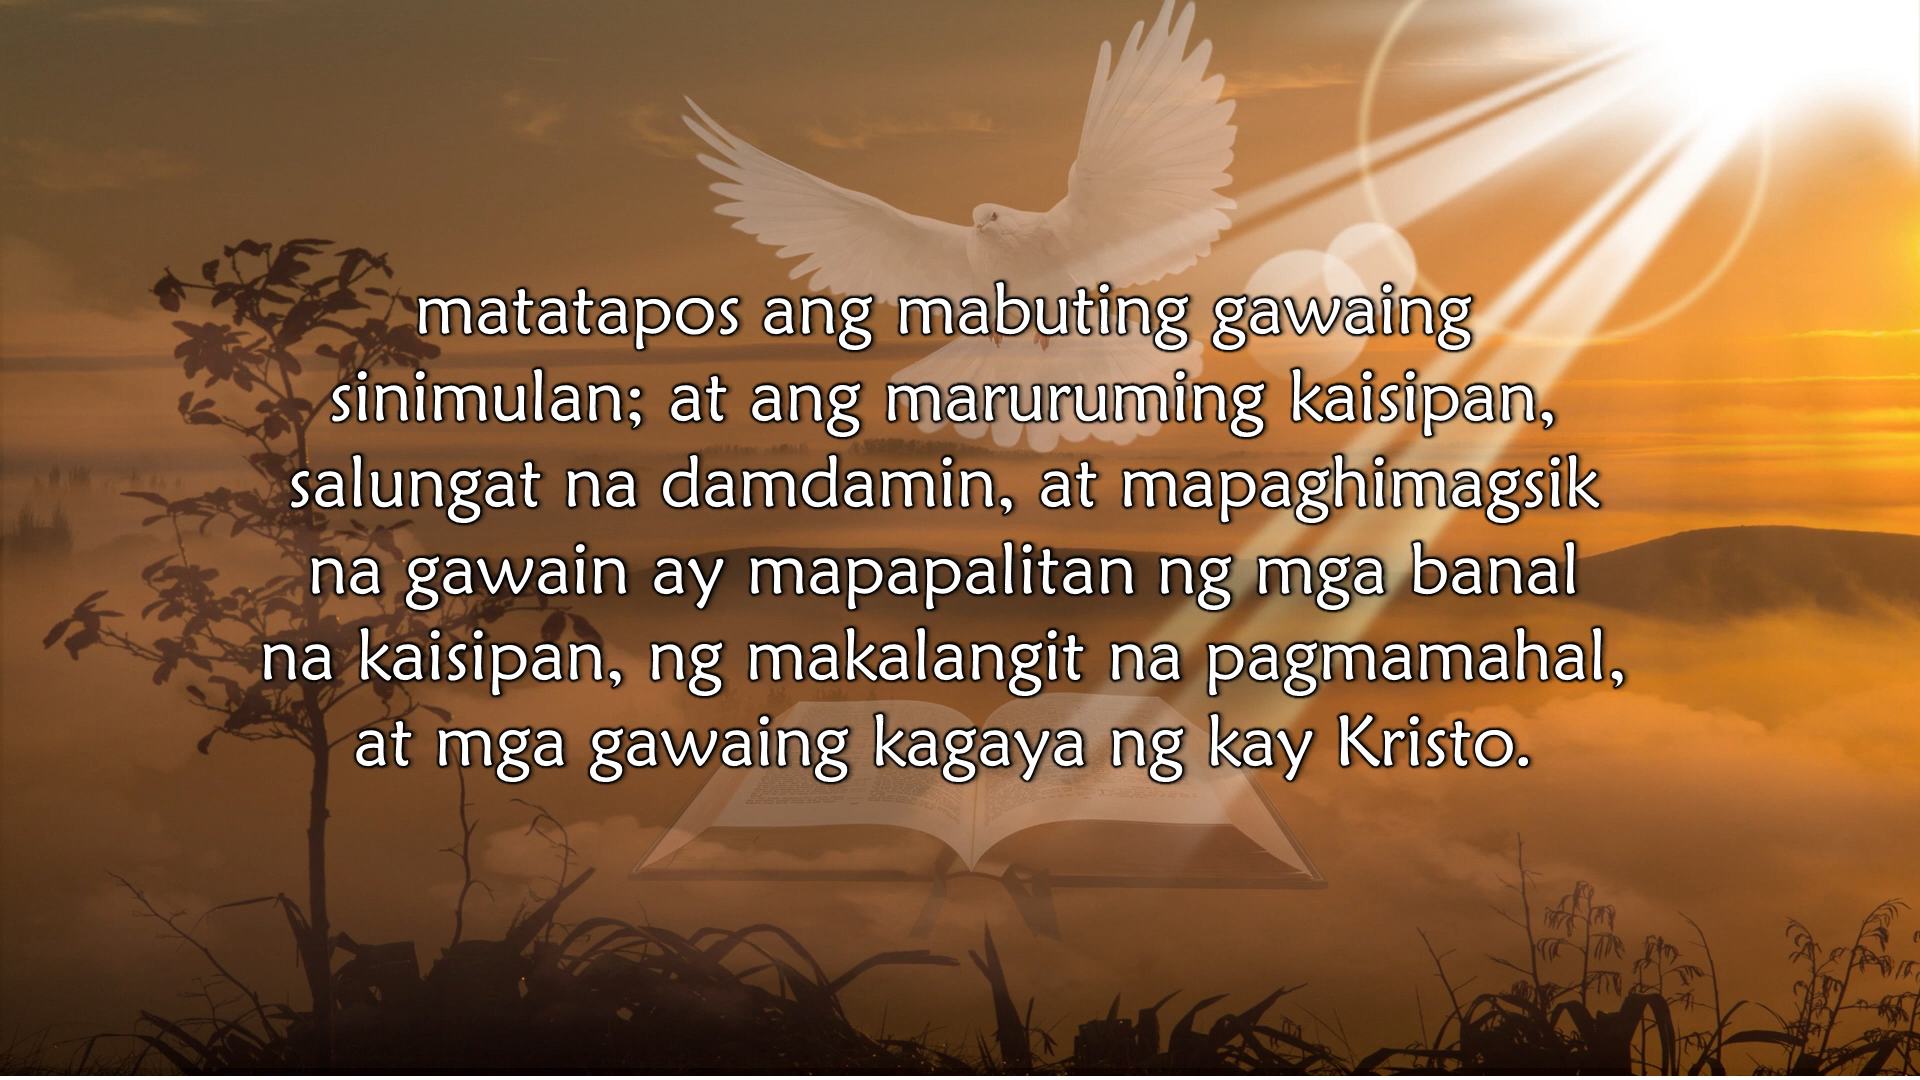 matatapos ang mabuting gawaing
sinimulan; at ang maruruming kaisipan,
salungat na damdamin, at mapaghimagsik
na gawain ay mapapalitan ng mga banal
na kaisipan, ng makalangit na pagmamahal,
at mga gawaing kagaya ng kay Kristo.